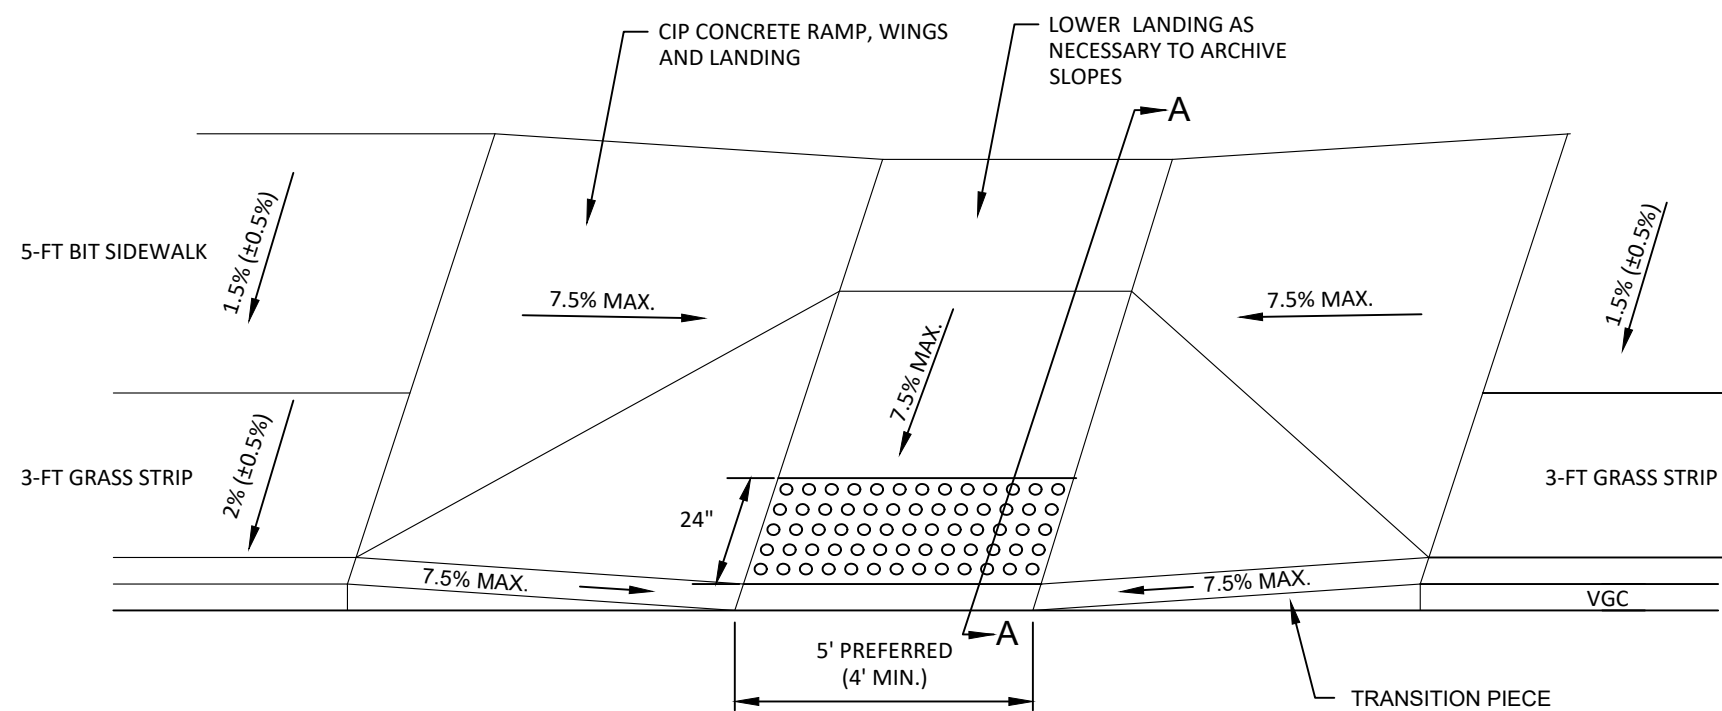 CIP CONCRETE RAMP, WINGS
AND LANDING
LOWER LANDING AS
NECESSARY TO ARCHIVE
SLOPES
A
5-FT BIT SIDEWALK
1.5% (±0.5%)
7.5% MAX.
7.5% MAX.
1.5% (±0.5%)
7.5% MAX.
3-FT GRASS STRIP
2% (±0.5%)
24"
3-FT GRASS STRIP
7.5% MAX.
7.5% MAX.
VGC
A
5' PREFERRED
(4' MIN.)
TRANSITION PIECE